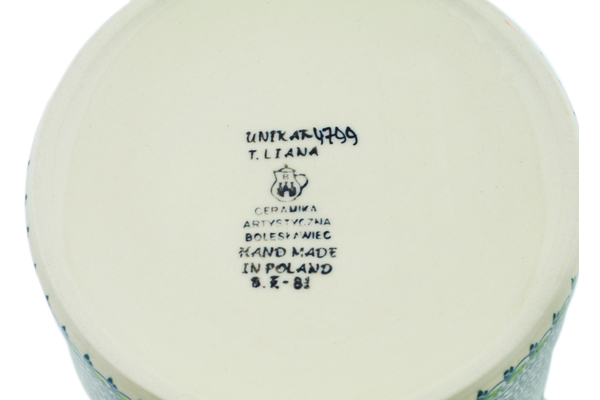 UNIKAT 4799
T. LIANA
B
CERAMIKA
ARTYSTYCZNA
BOLESŁAWIEC
HAND MADE
IN POLAND